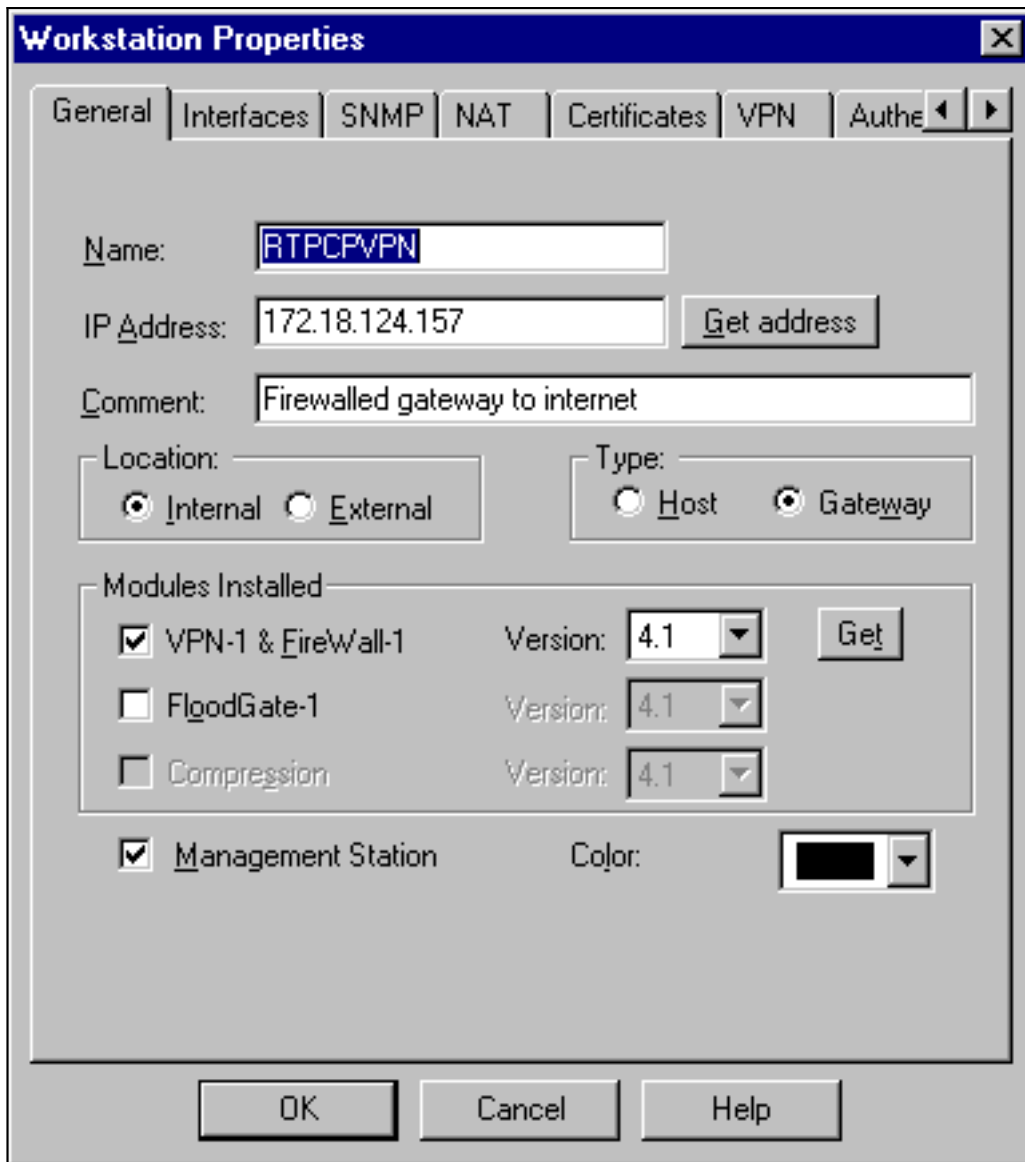 Workstation Properties
General Interfaces SNMP NAT Certificates VPN
Name: RTPCPVPN
IP Address: 172.18.124.157 Get address
Comment: Firewalled gateway to internet
Location: Type:
Internal External Host Gateway
Modules Installed
VPN-1 & FireWall-1 Version: 4.1 Get
FloodGate-1 Version: 4.1
Compression Version: 4.1
Management Station Color:
OK Cancel Help